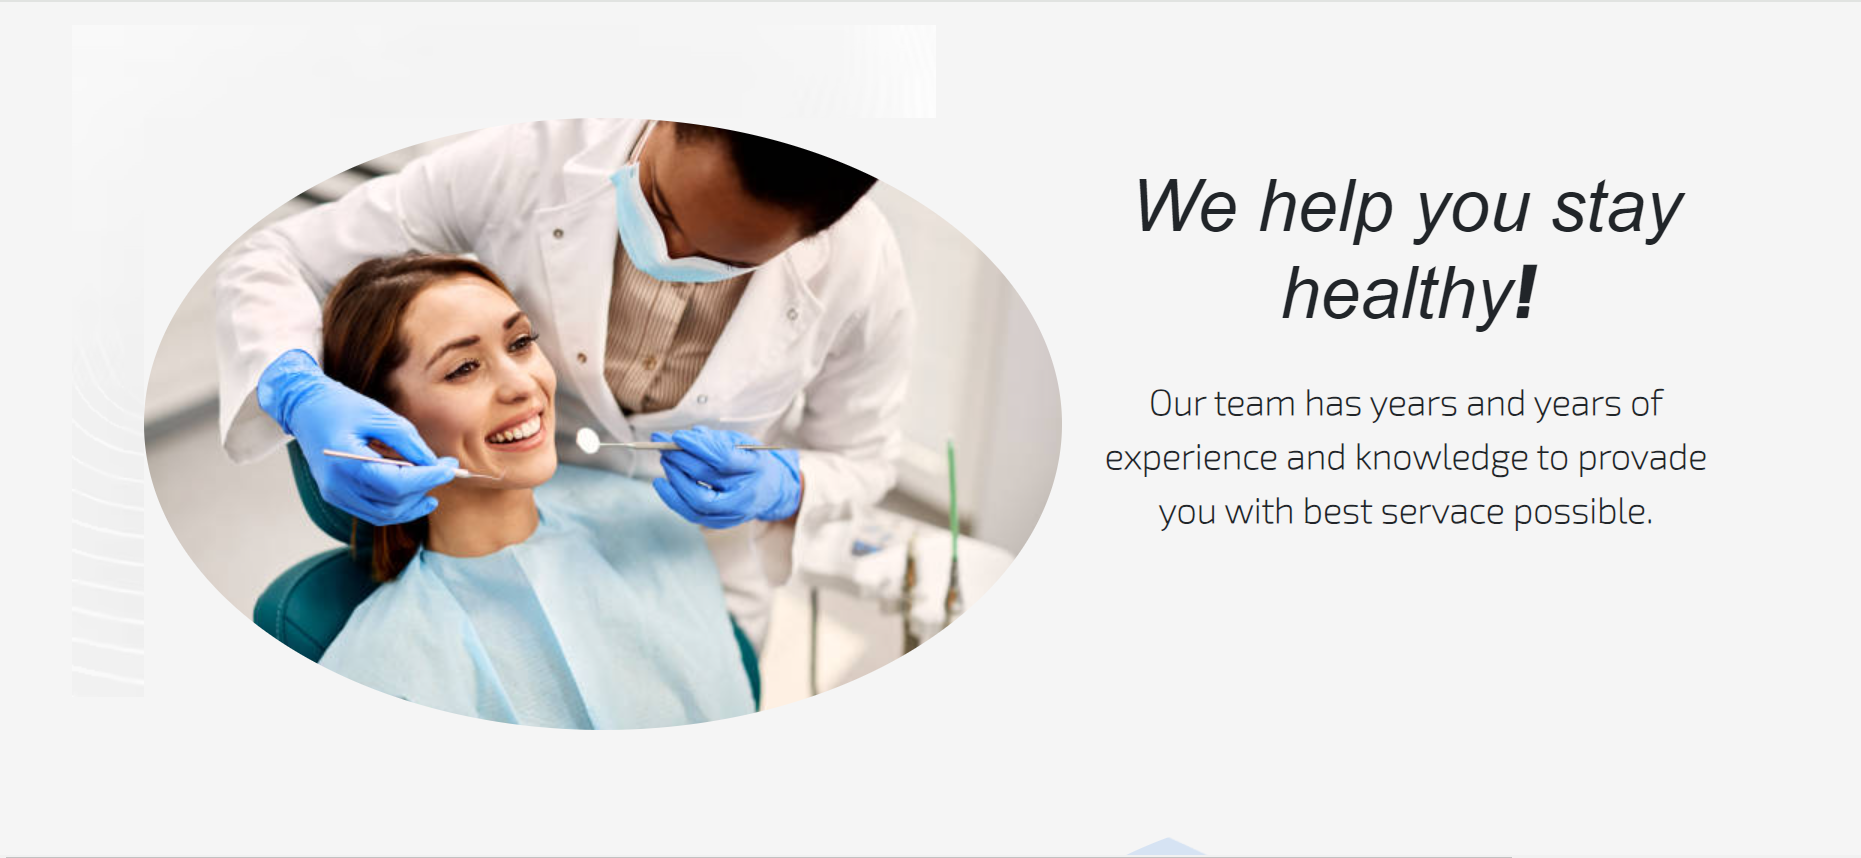 We help you stay
healthy!
Our team has years and years of
experience and knowledge to provade
you with best servace possible.